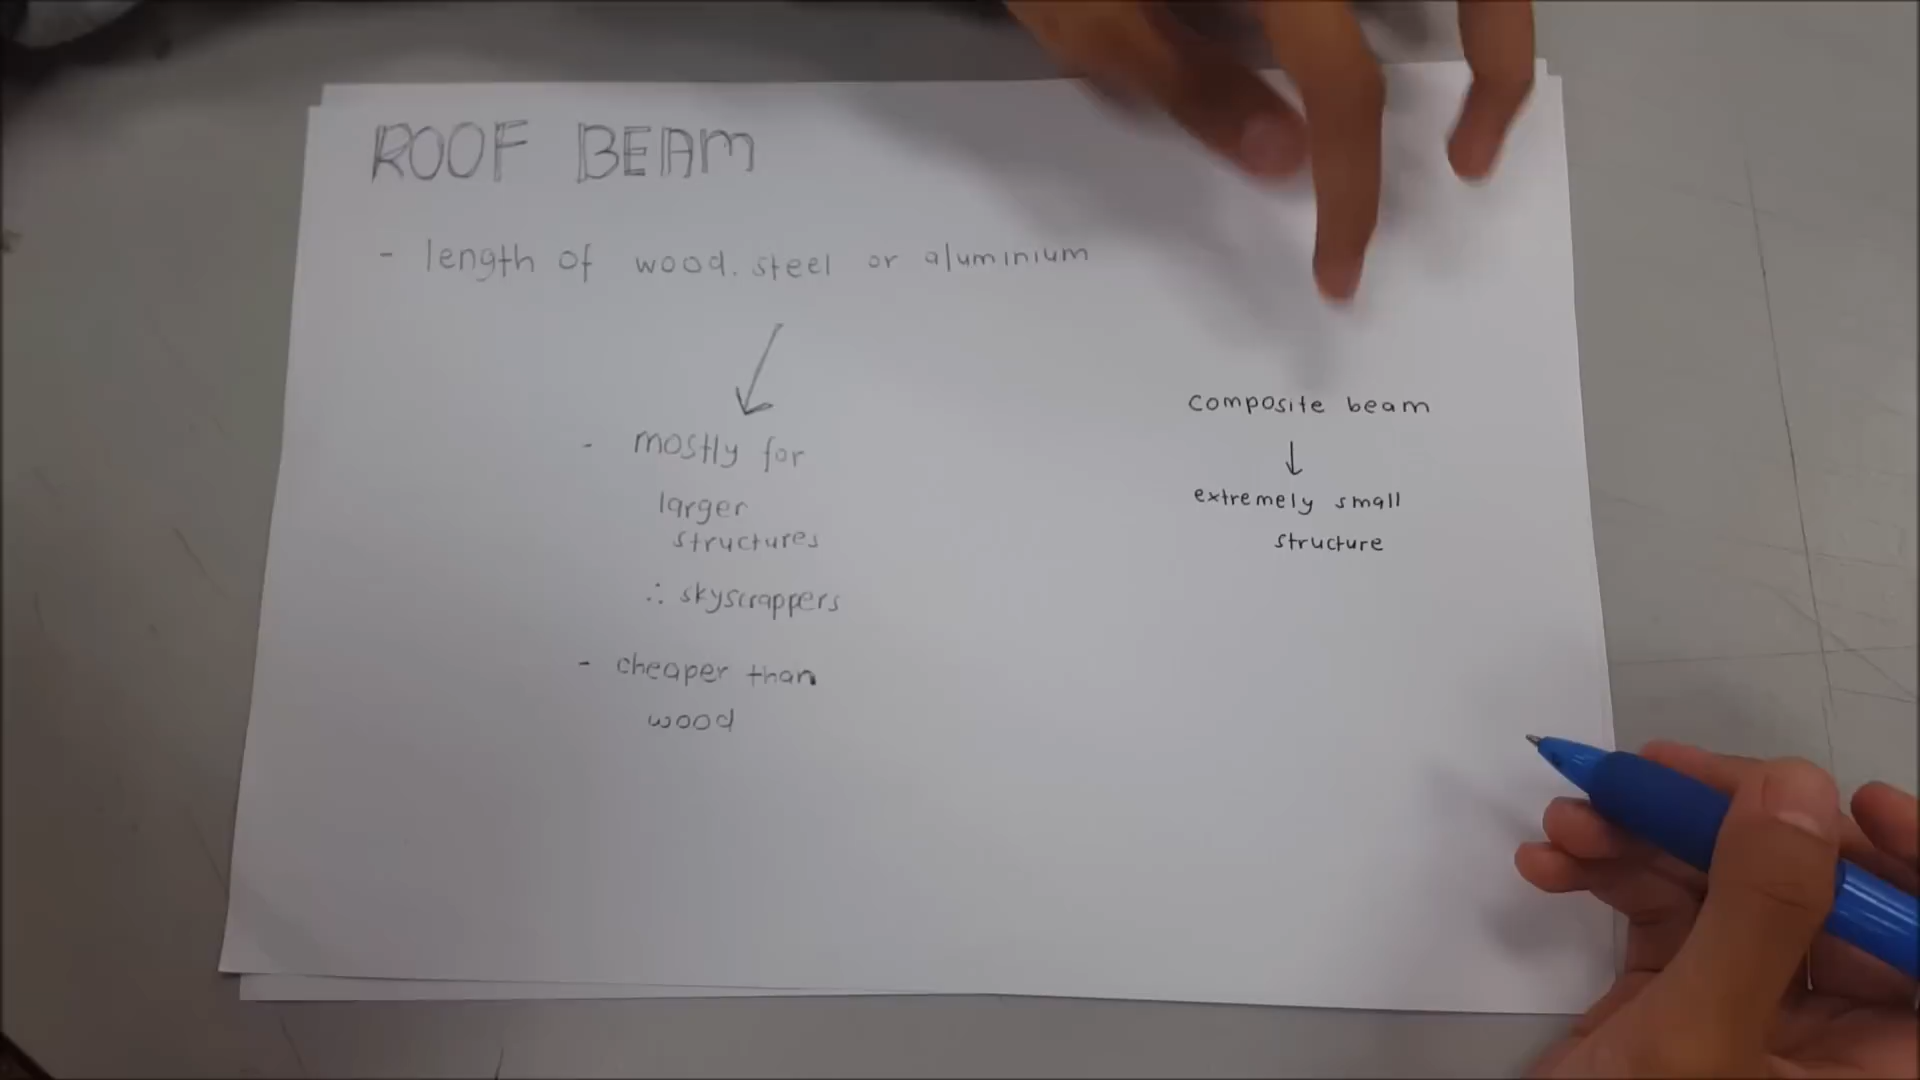 ROOF BEAM
- length of wood. steel or aluminium
- mostly for
larger
structures
∴ skyscrappers
- cheaper than
wood
composite beam
↓
extremely small
structure